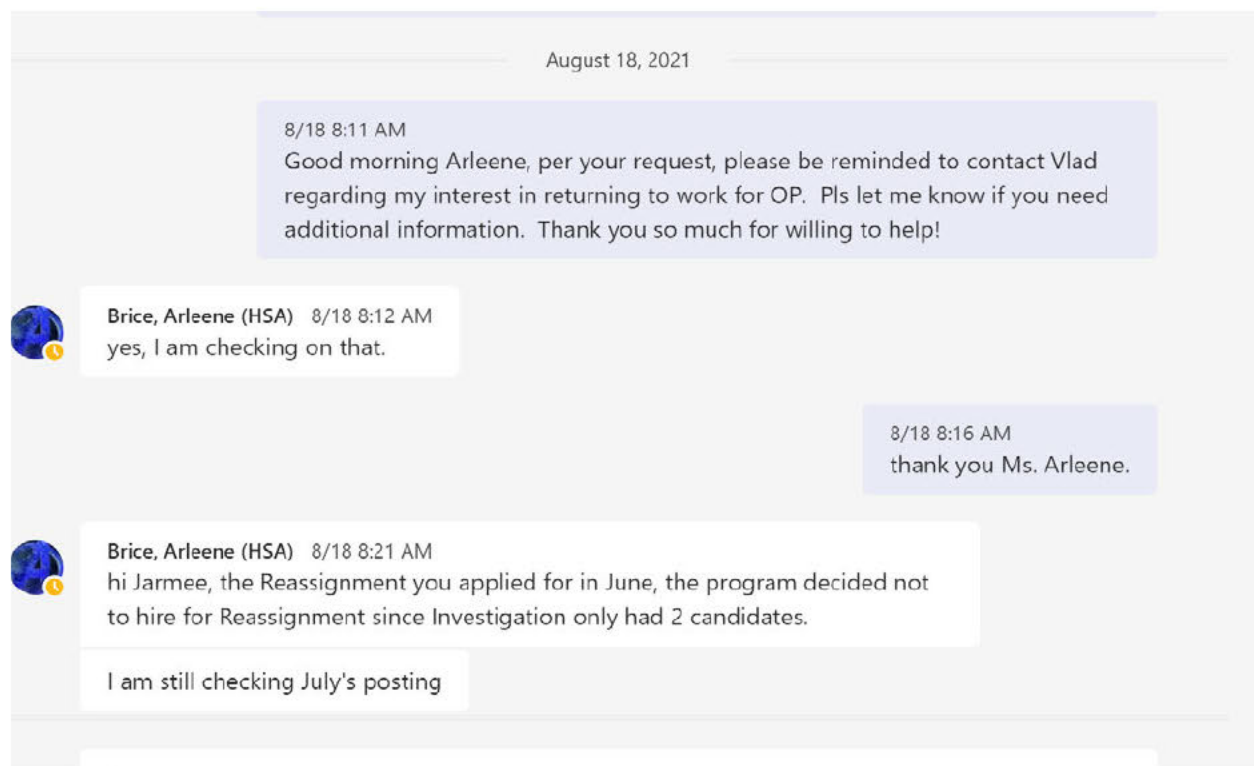 August 18, 2021
8/18 8:11 AM
Good morning Arleene, per your request, please be reminded to contact Vlad
regarding my interest in returning to work for OP.  Pls let me know if you need
additional information.  Thank you so much for willing to help!
Brice, Arleene (HSA) 8/18 8:12 AM
yes, I am checking on that.
8/18 8:16 AM
thank you Ms. Arleene.
Brice, Arleene (HSA) 8/18 8:21 AM
hi Jarmee, the Reassignment you applied for in June, the program decided not
to hire for Reassignment since Investigation only had 2 candidates.
I am still checking July's posting